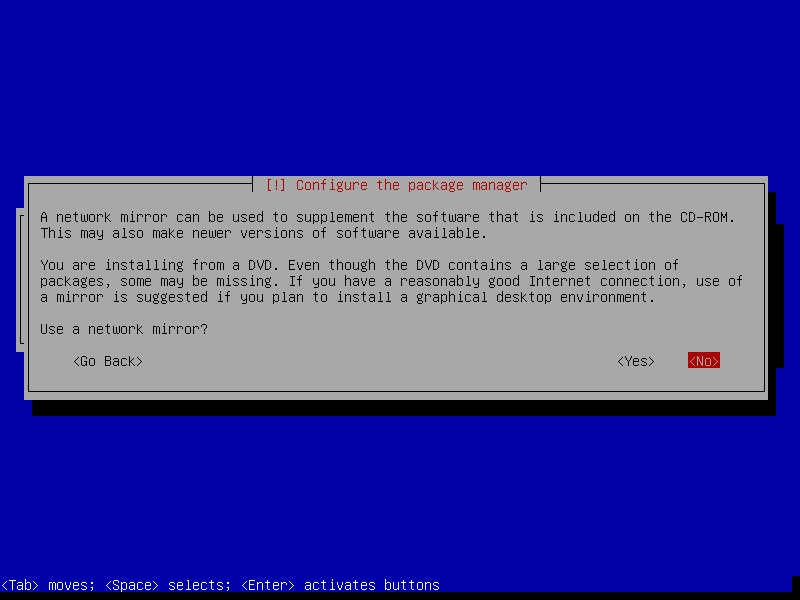 [!] Configure the package manager
A network mirror can be used to supplement the software that is included on the CD-ROM.
This may also make newer versions of software available.
You are installing from a DVD. Even though the DVD contains a large selection of
packages, some may be missing. If you have a reasonably good Internet connection, use of
a mirror is suggested if you plan to install a graphical desktop environment.
Use a network mirror?
<Go Back> <Yes> <No>
<Tab> moves; <Space> selects; <Enter> activates buttons